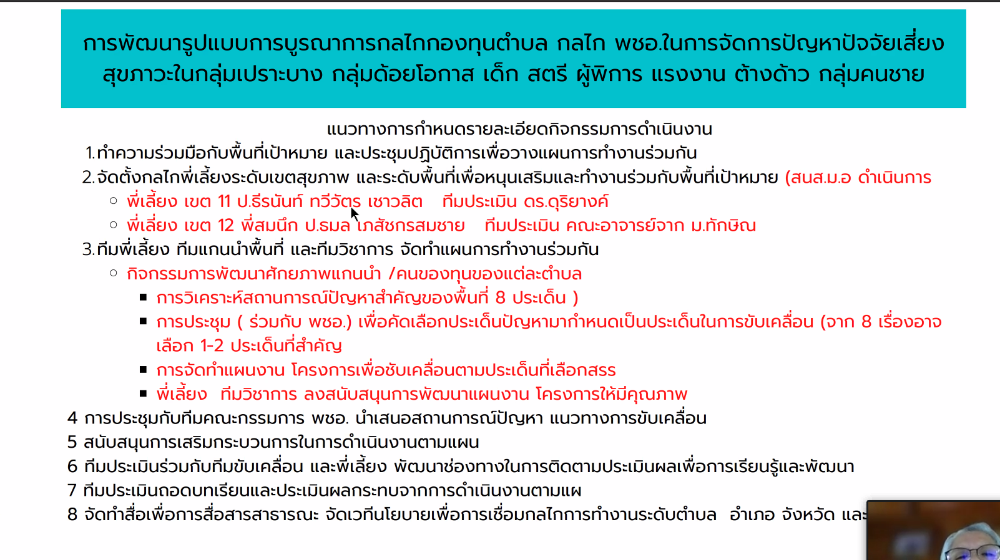 การพัฒนารูปแบบการบูรณาการกลไกกองทุนตำบล กลไก พชอ.ในการจัดการปัญหาปัจจัยเสี่ยง
สุขภาวะในกลุ่มเปราะบาง กลุ่มด้อยโอกาส เด็ก สตรี ผู้พิการ แรงงาน ต้างด้าว กลุ่มคนชาย
แนวทางการกำหนดรายละเอียดกิจกรรมการดำเนินงาน
1.ทำความร่วมมือกับพื้นที่เป้าหมาย และประชุมปฏิบัติการเพื่อวางแผนการทำงานร่วมกัน
2.จัดตั้งกลไกพี่เลี้ยงระดับเขตสุขภาพ และระดับพื้นที่เพื่อหนุนเสริมและทำงานร่วมกับพื้นที่เป้าหมาย (สนส.ม.อ ดำเนินการ
○ พี่เลี้ยง เขต 11 ป.ธีรนันท์ ทวีวัตร เชาวลิต ทีมประเมิน ดร.ดุริยางค์
○ พี่เลี่ยง เขต 12 พี่สมนึก ป.ธมล เภสัชกรสมชาย ทีมประเมิน คณะอาจารย์จาก ม.ทักษิณ
3.ทีมพี่เลี้ยง ทีมแกนนำพื้นที่ และทีมวิชาการ จัดทำแผนการทำงานร่วมกัน
○ กิจกรรมการพัฒนาศักยภาพแกนนำ /คนของทุนของแต่ละตำบล
■ การวิเคราะห์สถานการณ์ปัญหาสำคัญของพื้นที่ 8 ประเด็น )
■ การประชุม ( ร่วมกับ พชอ.) เพื่อคัดเลือกประเด็นปัญหามากำหนดเป็นประเด็นในการขับเคลื่อน (จาก 8 เรื่องอาจ
เลือก 1-2 ประเด็นที่สำคัญ
■ การจัดทำแผนงาน โครงการเพื่อชับเคลื่อนตามประเด็นที่เลือกสรร
■ พี่เลี้ยง ทีมวิชาการ ลงสนับสนุนการพัฒนาแผนงาน โครงการให้มีคุณภาพ
4 การประชุมกับทีมคณะกรรมการ พชอ. นำเสนอสถานการณ์ปัญหา แนวทางการขับเคลื่อน
5 สนับสนุนการเสริมกระบวนการในการดำเนินงานตามแผน
6 ทีมประเมินร่วมกับทีมขับเคลื่อน และพี่เลี้ยง พัฒนาช่องทางในการติดตามประเมินผลเพื่อการเรียนรู้และพัฒนา
7 ทีมประเมินถอดบทเรียนและประเมินผลกระทบจากการดำเนินงานตามแผ
8 จัดทำสื่อเพื่อการสื่อสารสาธารณะ จัดเวทีนโยบายเพื่อการเชื่อมกลไกการทำงานระดับตำบล อำเภอ จังหวัด และ